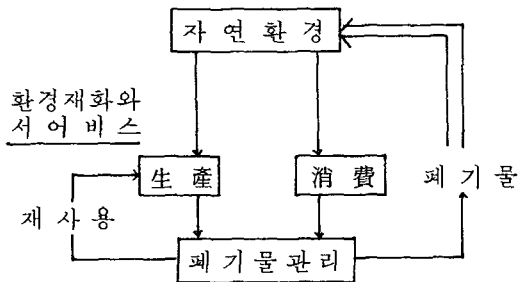 자연환경
환경재화와
서어비스
生産
消費
폐기물
재사용
폐기물관리